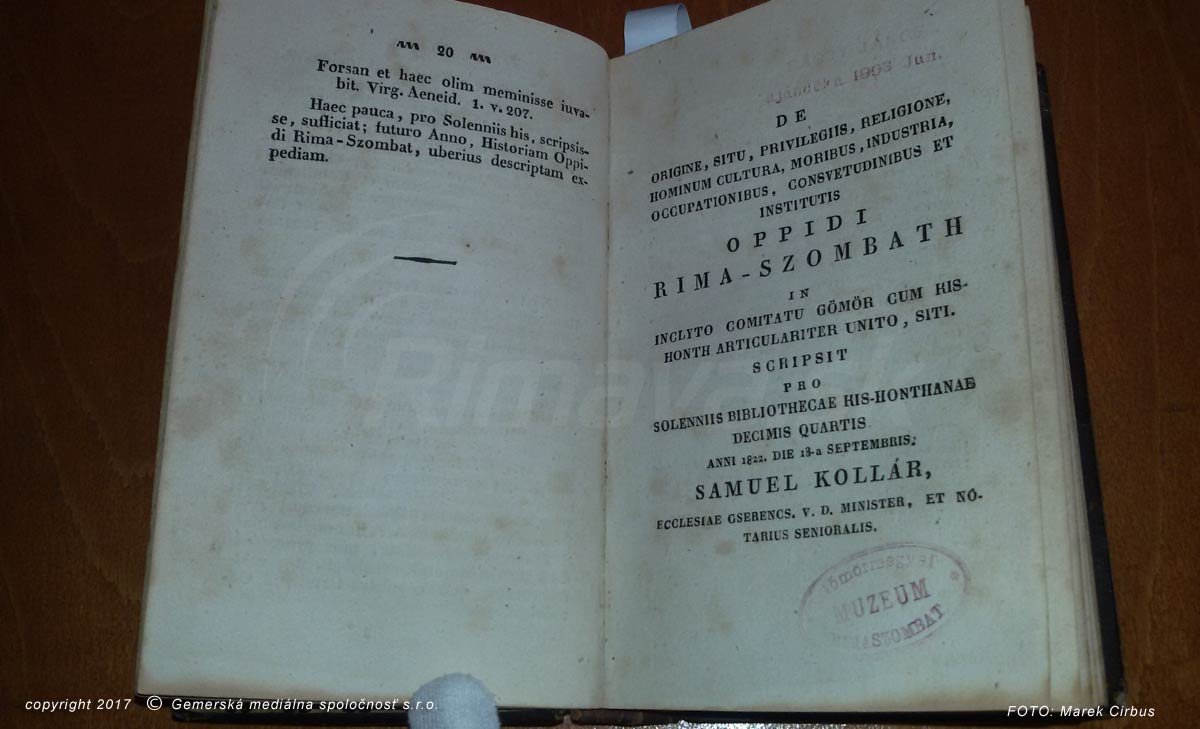 20
Forsan et haec olim meminisse iuva-
bit. Virg. Aeneid. 1. v. 207.
Haec pauca, pro Solenniis his, scripsis-
se, sufficiat; futuro Anno, Historiam Oppi-
di Rima-Szombat, uberius descriptam ex-
pediam.
1903 Jun.
DE
ORIGINE, SITU, PRIVILEGIIS, RELIGIONE,
HOMINUM CULTURA, MORIBUS, INDUSTRIA,
OCCUPATIONIBUS, CONSVETUDINIBUS ET
INSTITUTIS
OPPIDI
RIMA-SZOMBATH
IN
INCLYTO COMITATU GÖMÖR CUM HIS-
HONTH ARTICULARITER UNITO, SITI.
SCRIPSIT
PRO
SOLENNIIS BIBLIOTHECAE HIS-HONTHANAE
DECIMIS QUARTIS
ANNI 1822. DIE 13-a SEPTEMBRIS;
SAMUEL KOLLÁR,
ECCLESIAE GSERENCS. V. D. MINISTER, ET NO-
TARIUS SENIORALIS.
MUZEUM
copyright 2017 © Gemerská mediálna spoločnosť s.r.o.
FOTO: Marek Cirbus